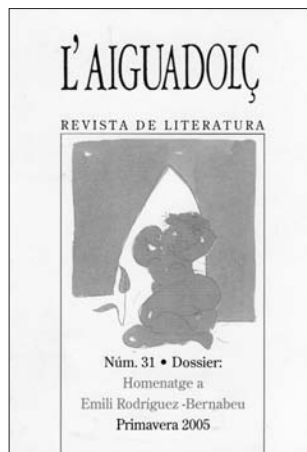 L'AIGUADOLÇ
REVISTA DE LITERATURA
Núm. 31 • Dossier:
Homenatge a
Emili Rodríguez -Bernabeu
Primavera 2005